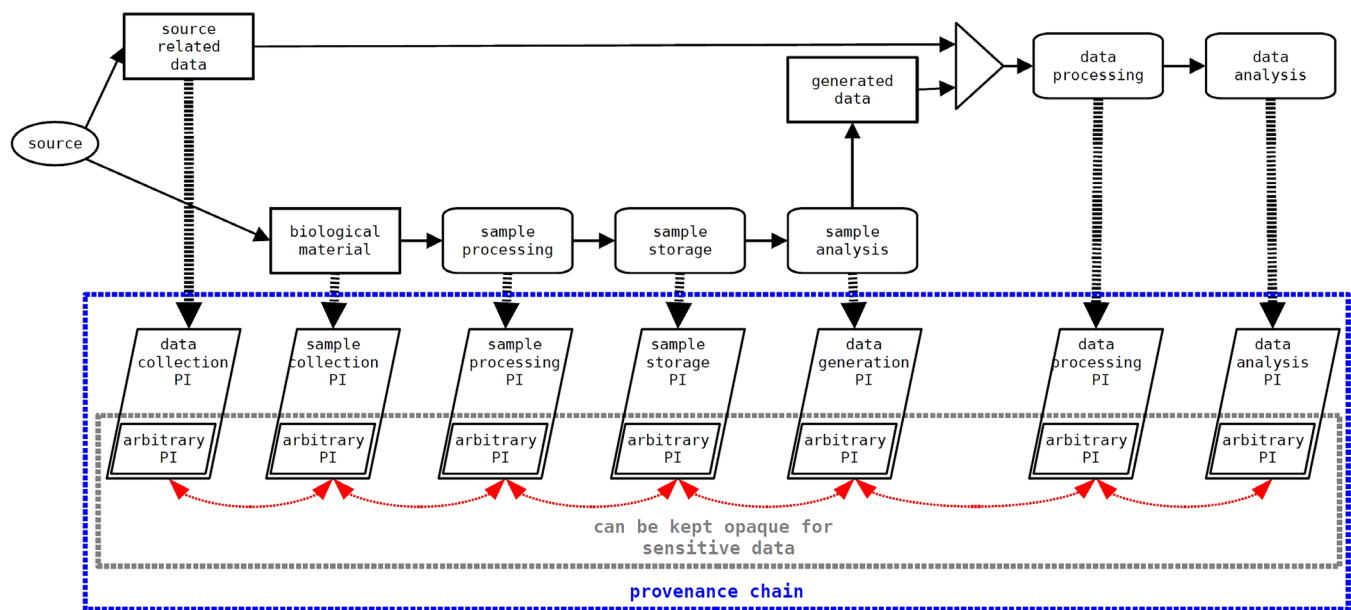 source
related
data
source
generated
data
data
processing
data
analysis
biological
material
sample
processing
sample
storage
sample
analysis
data
collection
PI
sample
collection
PI
sample
processing
PI
sample
storage
PI
data
generation
PI
data
processing
PI
data
analysis
PI
arbitrary
PI
arbitrary
PI
arbitrary
PI
arbitrary
PI
arbitrary
PI
arbitrary
PI
arbitrary
PI
can be kept opaque for
sensitive data
provenance chain